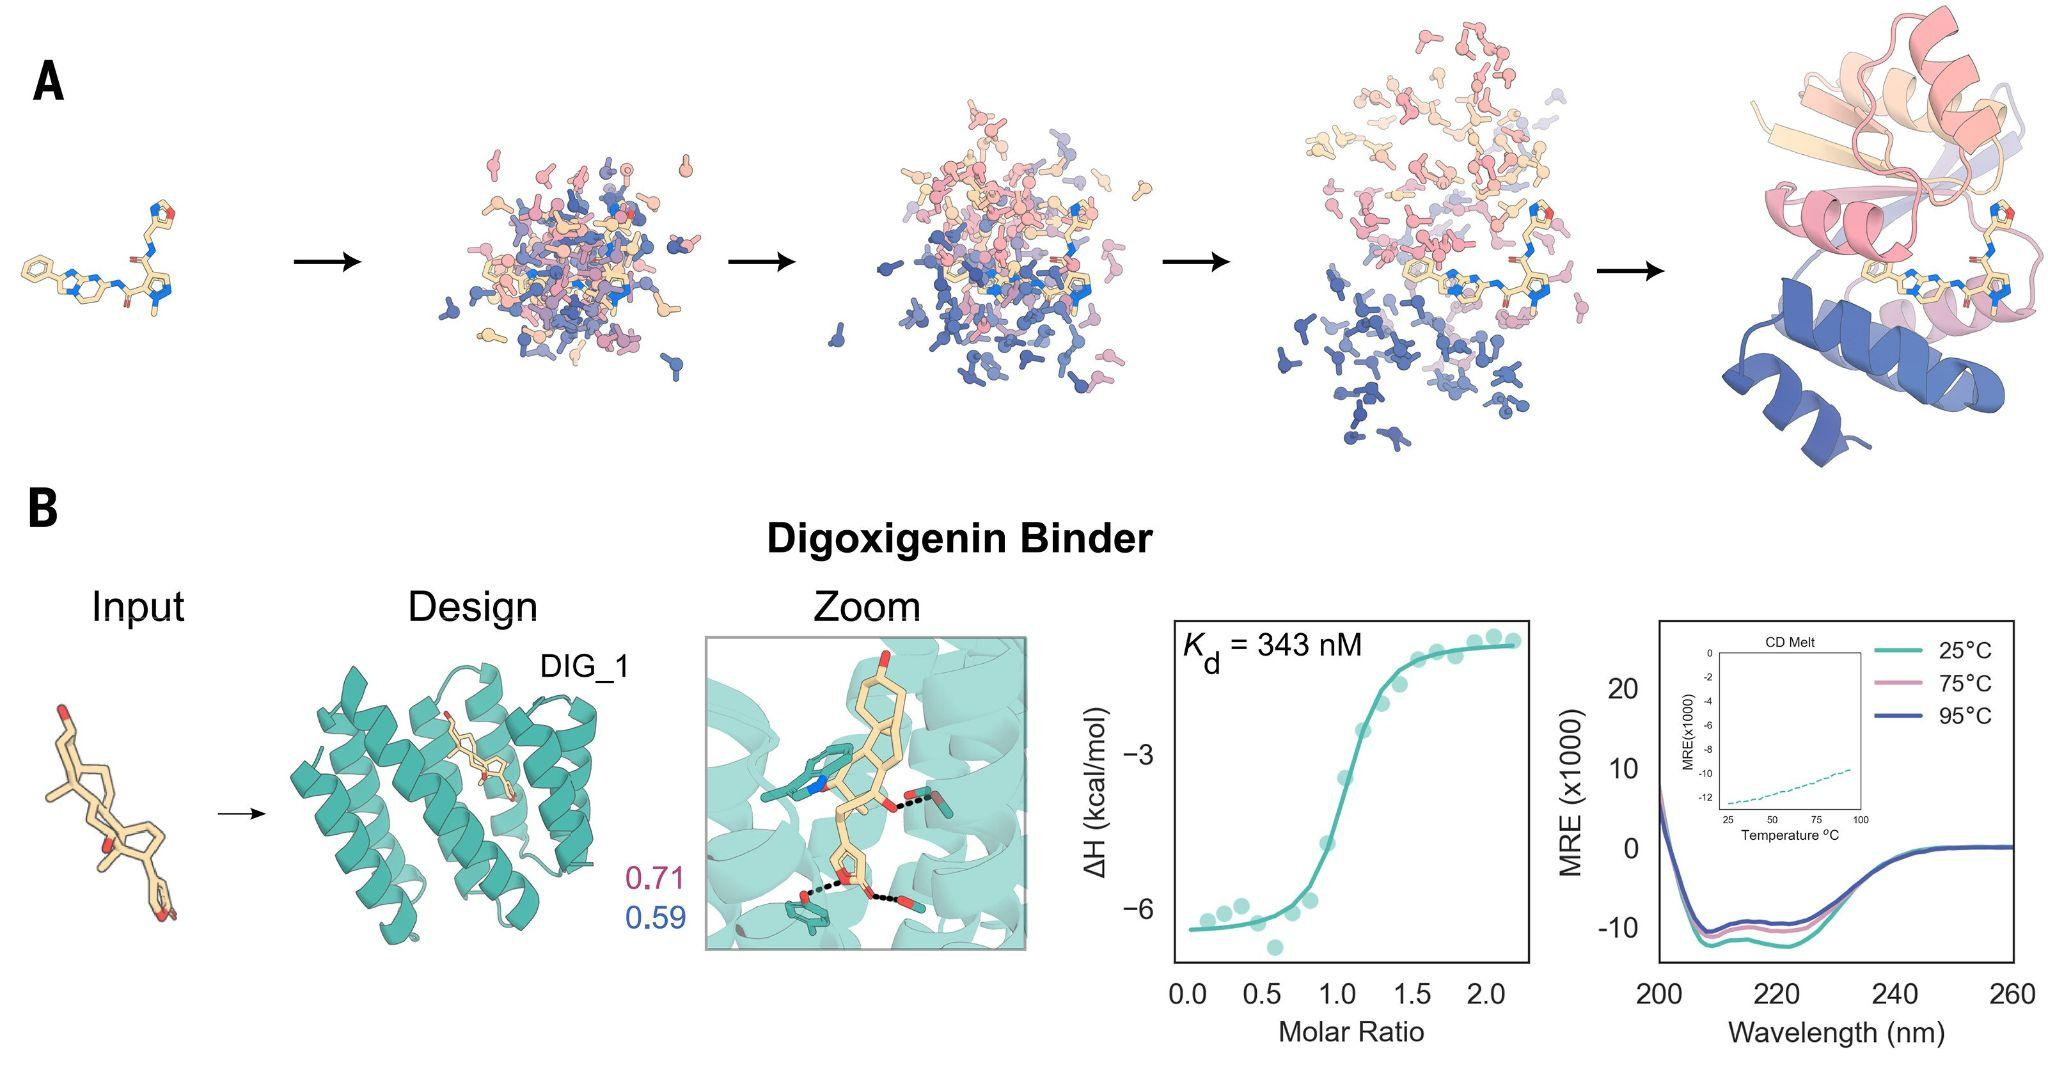 A
B
Digoxigenin Binder
Input
Design
Zoom
DIG_1
0.71
0.59
K_d = 343 nM
ΔH (kcal/mol)
−3
−6
0.0 0.5 1.0 1.5 2.0
Molar Ratio
MRE (x1000)
20
10
0
-10
200 220 240 260
Wavelength (nm)
25°C
75°C
95°C
CD Melt
MRE(x1000)
0
-2
-4
-6
-8
-10
-12
25 50 75 100
Temperature °C